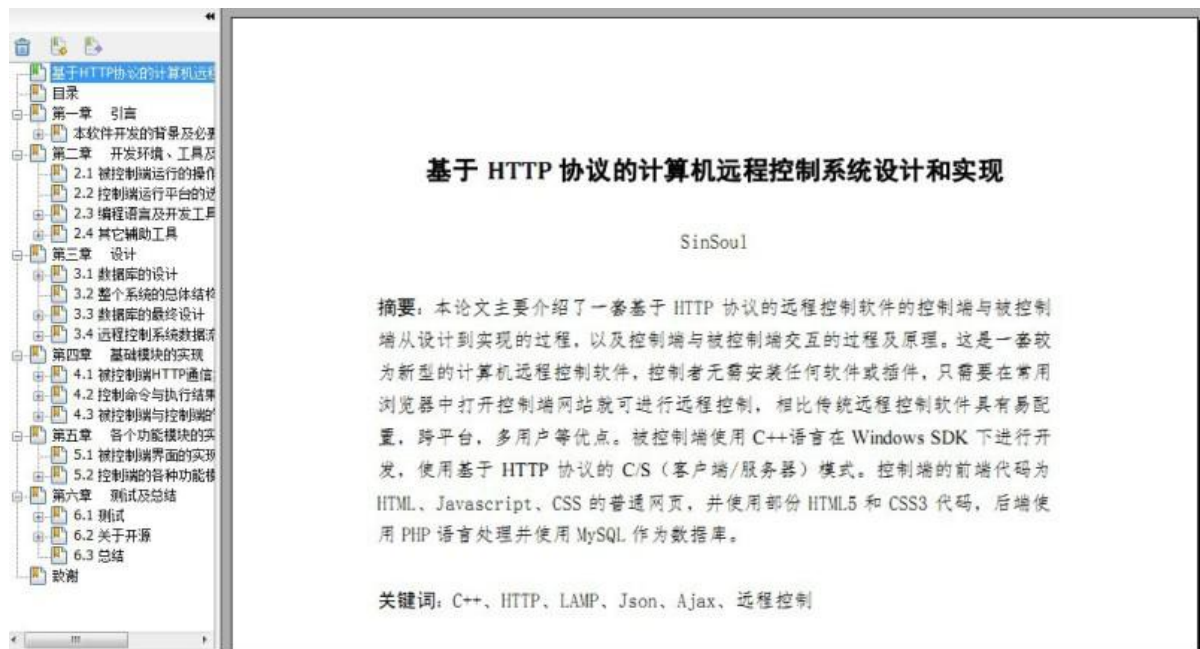 基于HTTP协议的计算机远程
目录
第一章 引言
本软件开发的背景及必要
第二章 开发环境、工具及
2.1 被控制端运行的操作
2.2 控制端运行平台的选
2.3 编程语言及开发工具
2.4 其它辅助工具
第三章 设计
3.1 数据库的设计
3.2 整个系统的总体结构
3.3 数据库的最终设计
3.4 远程控制系统数据流
第四章 基础模块的实现
4.1 被控制端HTTP通信
4.2 控制命令与执行结果
4.3 被控制端与控制端的
第五章 各个功能模块的实
5.1 被控制端界面的实现
5.2 控制端的各种功能模
第六章 测试及总结
6.1 测试
6.2 关于开源
6.3 总结
致谢
基于 HTTP 协议的计算机远程控制系统设计和实现
SinSoul
摘要：本论文主要介绍了一套基于 HTTP 协议的远程控制软件的控制端与被控制
端从设计到实现的过程，以及控制端与被控制端交互的过程及原理。这是一套较
为新型的计算机远程控制软件，控制者无需安装任何软件或插件，只需要在常用
浏览器中打开控制端网站就可进行远程控制，相比传统远程控制软件具有易配
置，跨平台，多用户等优点。被控制端使用 C++语言在 Windows SDK 下进行开
发，使用基于 HTTP 协议的 C/S（客户端/服务器）模式。控制端的前端代码为
HTML、Javascript、CSS 的普通网页，并使用部份 HTML5 和 CSS3 代码，后端使
用 PHP 语言处理并使用 MySQL 作为数据库。
关键词：C++、HTTP、LAMP、Json、Ajax、远程控制